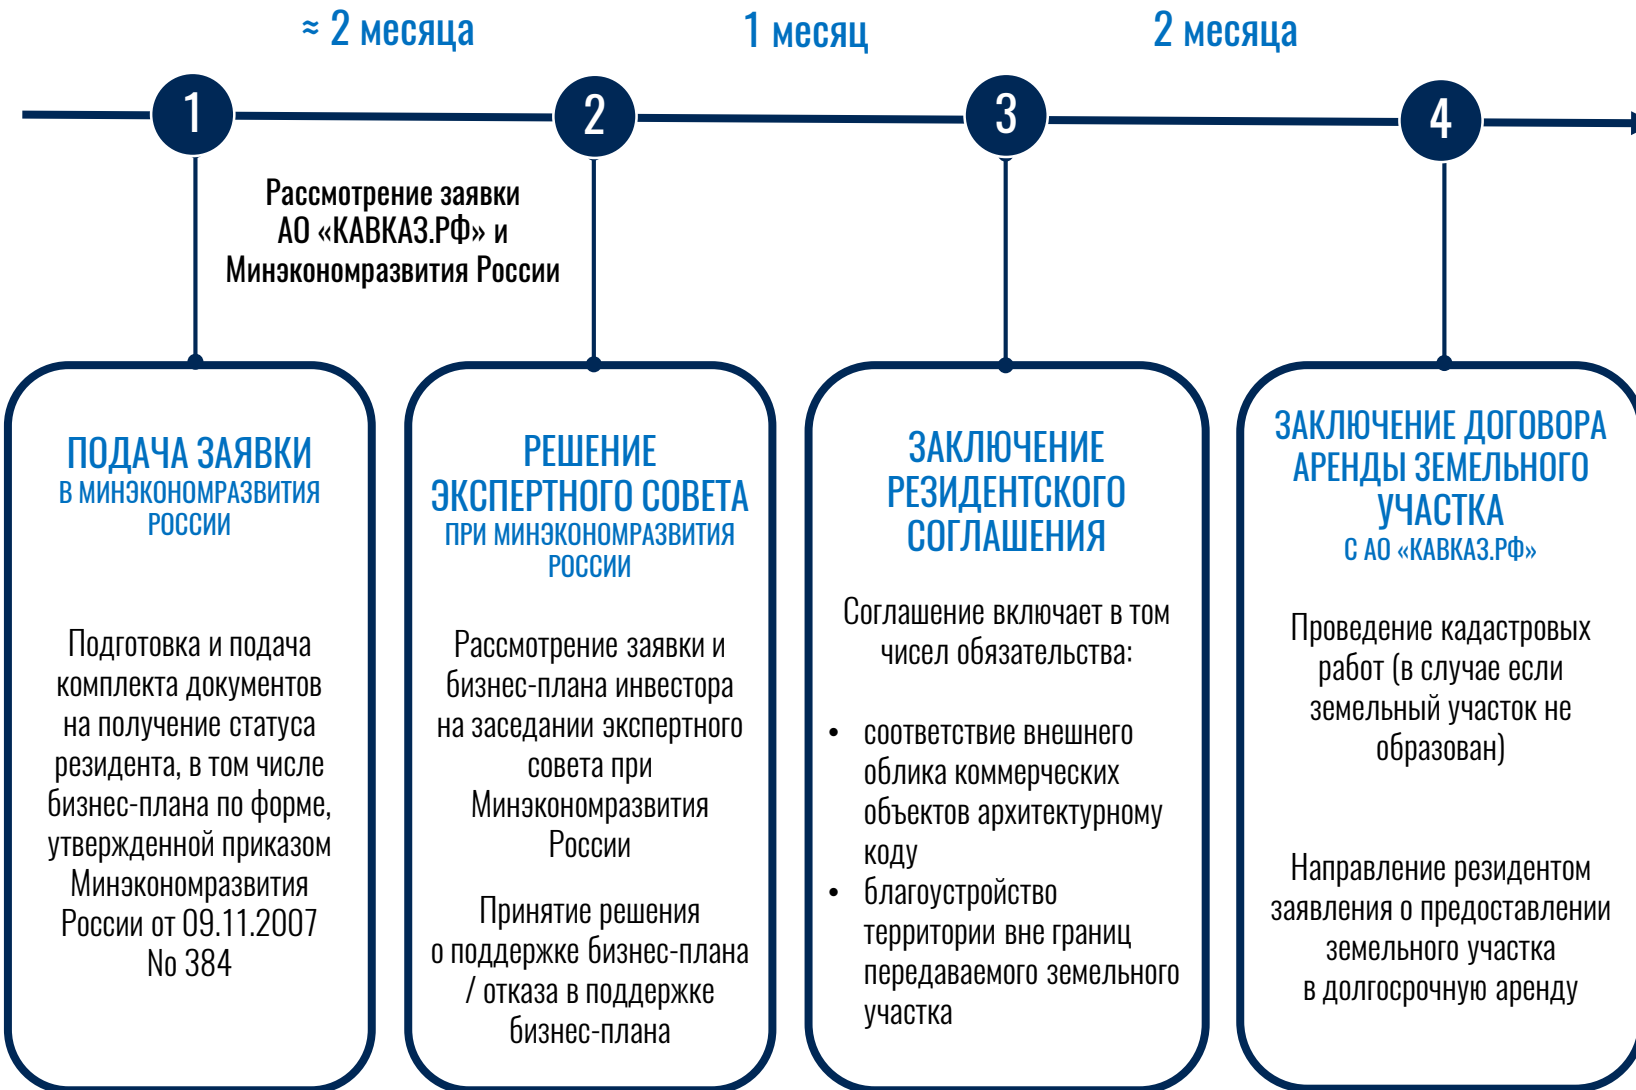 ≈ 2 месяца
1 месяц
2 месяца
1
2
3
4
Рассмотрение заявки
АО «КАВКАЗ.РФ» и
Минэкономразвития России
ПОДАЧА ЗАЯВКИ
В МИНЭКОНОМРАЗВИТИЯ
РОССИИ
Подготовка и подача
комплекта документов
на получение статуса
резидента, в том числе
бизнес-плана по форме,
утвержденной приказом
Минэкономразвития
России от 09.11.2007
No 384
РЕШЕНИЕ
ЭКСПЕРТНОГО СОВЕТА
ПРИ МИНЭКОНОМРАЗВИТИЯ
РОССИИ
Рассмотрение заявки и
бизнес-плана инвестора
на заседании экспертного
совета при
Минэкономразвития
России
Принятие решения
о поддержке бизнес-плана
/ отказа в поддержке
бизнес-плана
ЗАКЛЮЧЕНИЕ
РЕЗИДЕНТСКОГО
СОГЛАШЕНИЯ
Соглашение включает в том
чисел обязательства:
• соответствие внешнего
облика коммерческих
объектов архитектурному
коду
• благоустройство
территории вне границ
передаваемого земельного
участка
ЗАКЛЮЧЕНИЕ ДОГОВОРА
АРЕНДЫ ЗЕМЕЛЬНОГО
УЧАСТКА
С АО «КАВКАЗ.РФ»
Проведение кадастровых
работ (в случае если
земельный участок не
образован)
Направление резидентом
заявления о предоставлении
земельного участка
в долгосрочную аренду